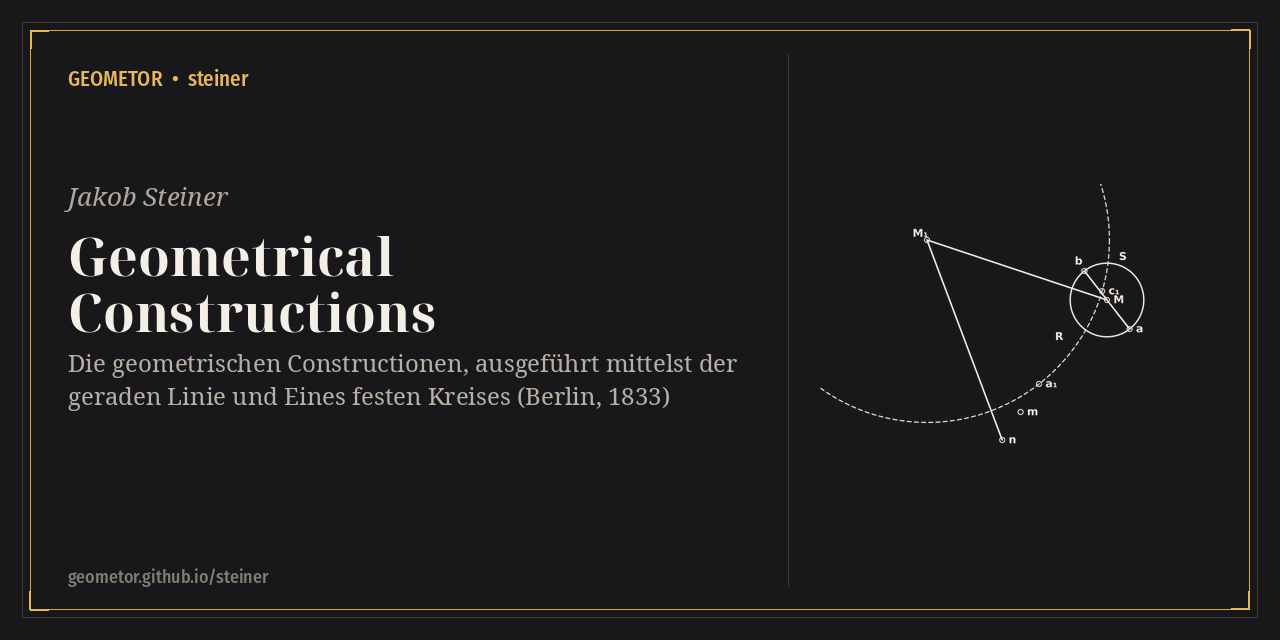 GEOMETOR • steiner
Jakob Steiner
Geometrical
Constructions
Die geometrischen Constructionen, ausgeführt mittelst der
geraden Linie und Eines festen Kreises (Berlin, 1833)
geometor.github.io/steiner
M₁
b
S
c₁
M
a
R
a₁
m
n